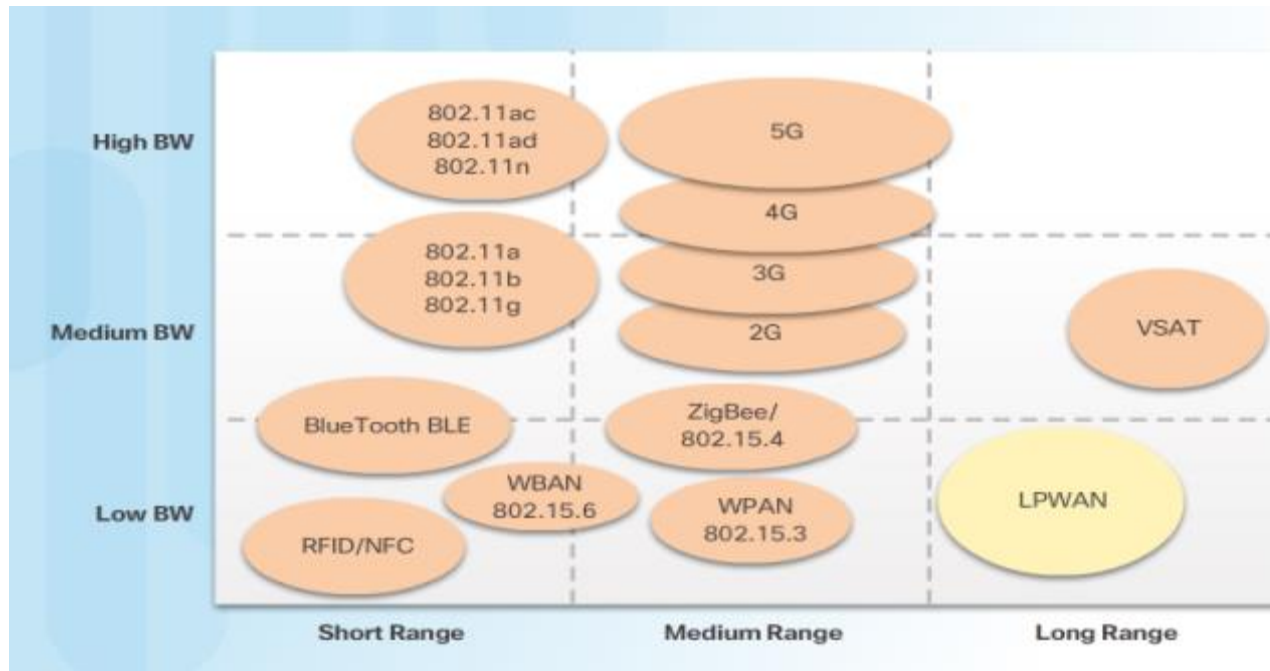 High BW
802.11ac
802.11ad
802.11n
5G
4G
802.11a
802.11b
802.11g
3G
Medium BW
2G
VSAT
BlueTooth BLE
ZigBee/
802.15.4
Low BW
WBAN
802.15.6
WPAN
802.15.3
LPWAN
RFID/NFC
Short Range
Medium Range
Long Range